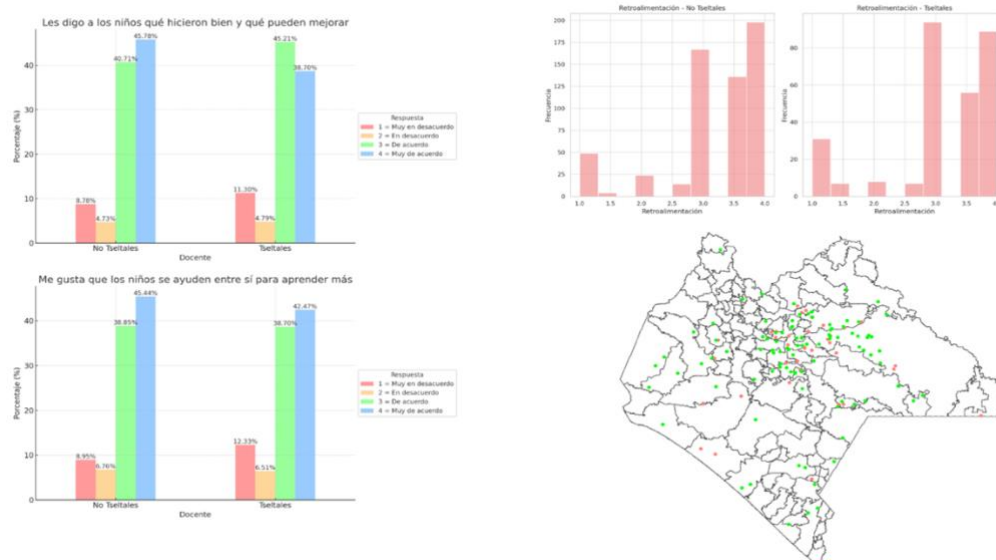 Les digo a los niños qué hicieron bien y qué pueden mejorar
Porcentaje (%)
40
30
20
10
0
8.78%
4.73%
40.71%
45.78%
11.30%
4.79%
45.21%
38.70%
No Tseltales
Tseltales
Docente
Respuesta
1 = Muy en desacuerdo
2 = En desacuerdo
3 = De acuerdo
4 = Muy de acuerdo
Me gusta que los niños se ayuden entre sí para aprender más
Porcentaje (%)
40
30
20
10
0
8.95%
6.76%
38.85%
45.44%
12.33%
6.51%
38.70%
42.47%
No Tseltales
Tseltales
Docente
Respuesta
1 = Muy en desacuerdo
2 = En desacuerdo
3 = De acuerdo
4 = Muy de acuerdo
Retroalimentación - No Tseltales
Frecuencia
200
175
150
125
100
75
50
25
0
1.0 1.5 2.0 2.5 3.0 3.5 4.0
Retroalimentación
Retroalimentación - Tseltales
Frecuencia
80
60
40
20
0
1.0 1.5 2.0 2.5 3.0 3.5
Retroalimentación